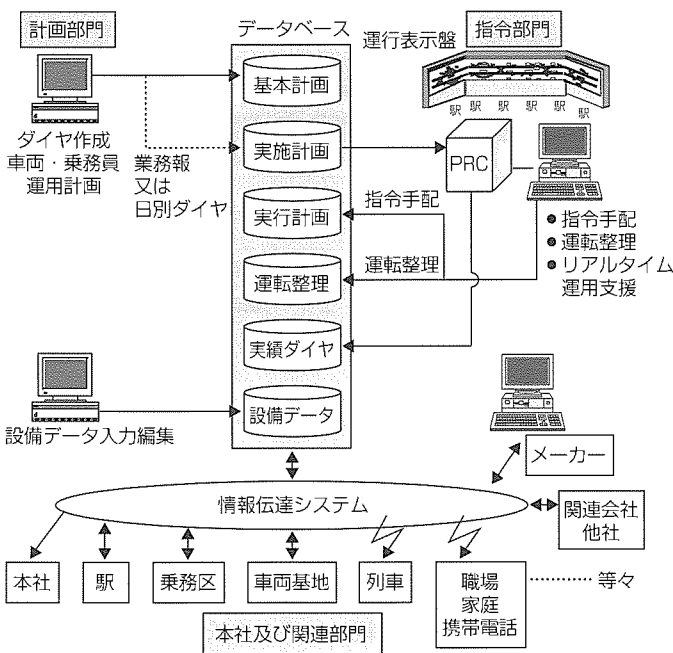 計画部門
データベース
指令部門
運行表示盤
基本計画
駅 駅 駅 駅 駅 駅
ダイヤ作成
車両・乗務員
運用計画
業務報
又は
日別ダイヤ
実施計画
PRC
指令手配
実行計画
● 指令手配
● 運転整理
● リアルタイム
運用支援
運転整理
運転整理
実績ダイヤ
設備データ
設備データ入力編集
メーカー
情報伝達システム
関連会社
他社
本社
駅
乗務区
車両基地
列車
職場
家庭
携帯電話
………… 等々
本社及び関連部門